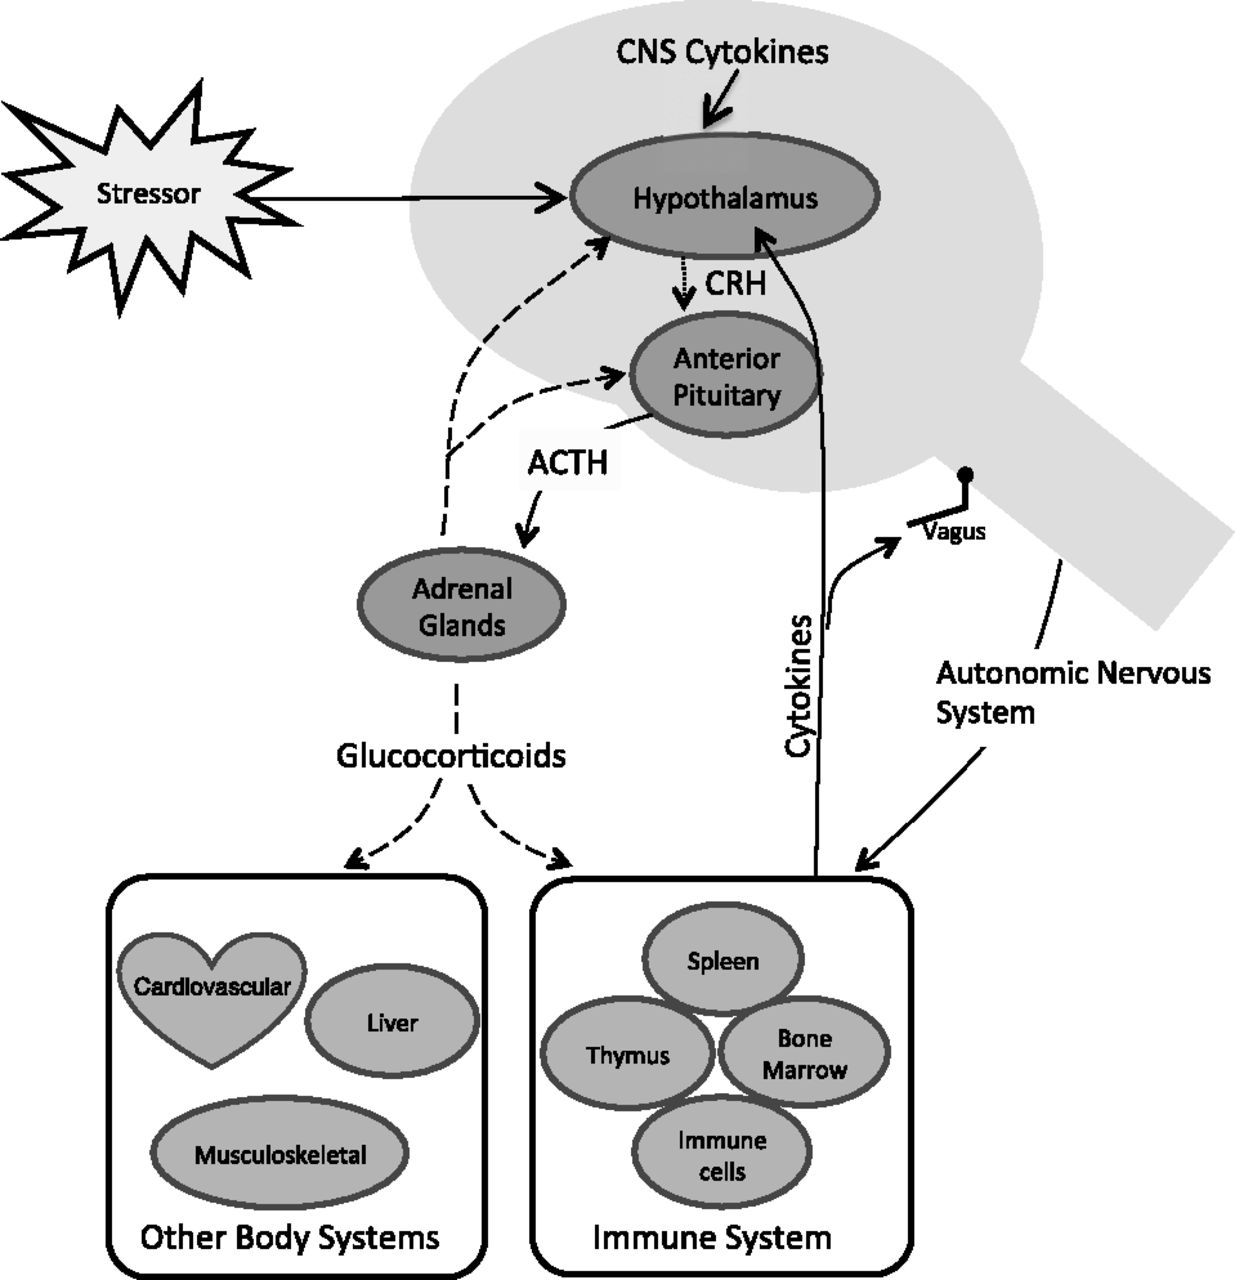 CNS Cytokines
Stressor
Hypothalamus
CRH
Anterior
Pituitary
ACTH
Vagus
Adrenal
Glands
Cytokines
Autonomic Nervous
System
Glucocorticoids
Cardiovascular
Liver
Musculoskeletal
Other Body Systems
Spleen
Thymus
Bone
Marrow
Immune
cells
Immune System